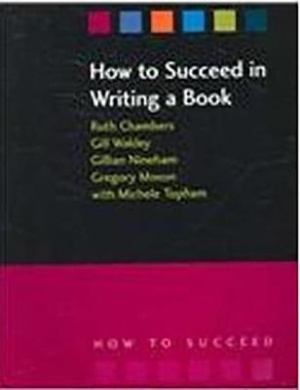 How to Succeed in
Writing a Book
Ruth Chambers
Gill Wakley
Gillian Nineham
Gregory Moxon
with Michele Topham
HOW TO SUCCEED